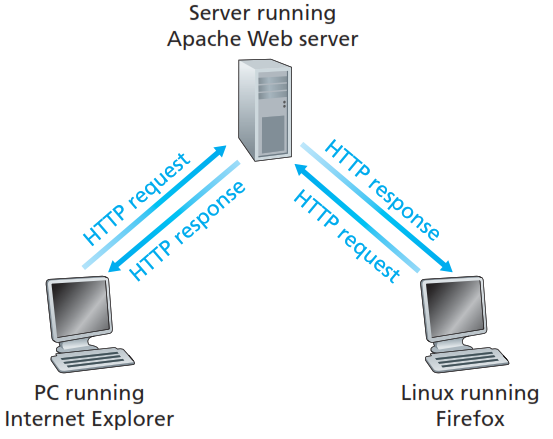 Server running
Apache Web server
HTTP request
HTTP response
HTTP response
HTTP request
PC running
Internet Explorer
Linux running
Firefox